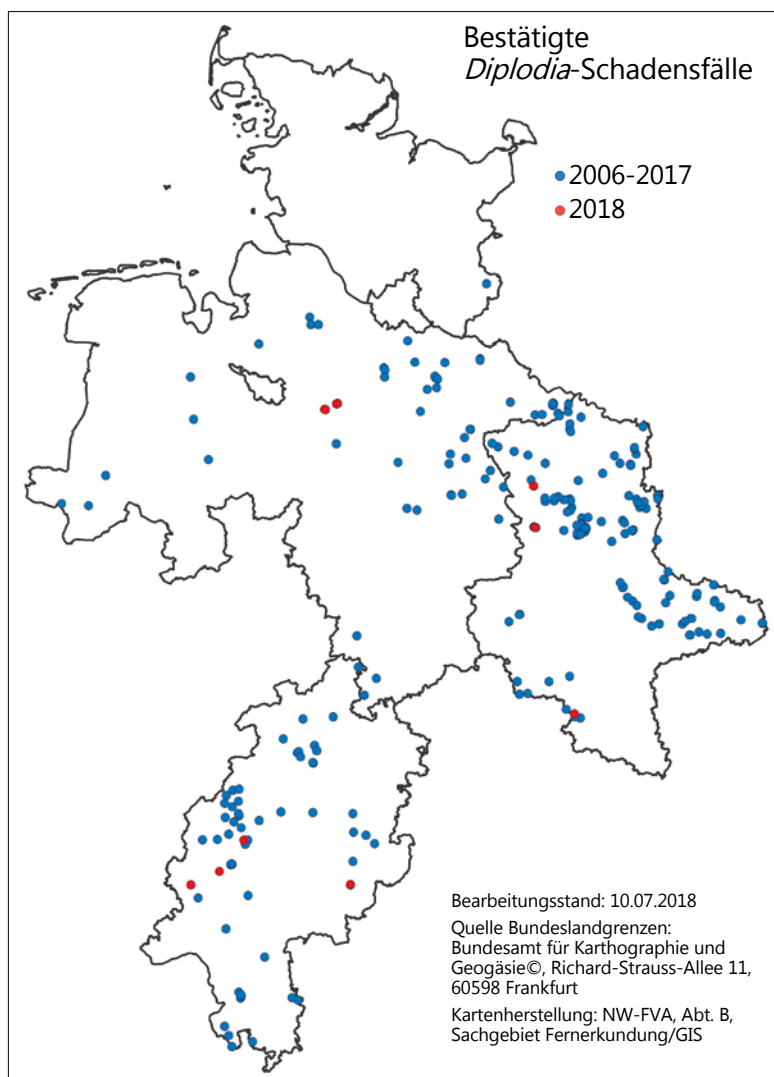 Bestätigte
Diplodia-Schadensfälle
2006-2017
2018
Bearbeitungsstand: 10.07.2018
Quelle Bundeslandgrenzen:
Bundesamt für Karthographie und
Geogäsie©, Richard-Strauss-Allee 11,
60598 Frankfurt
Kartenherstellung: NW-FVA, Abt. B,
Sachgebiet Fernerkundung/GIS